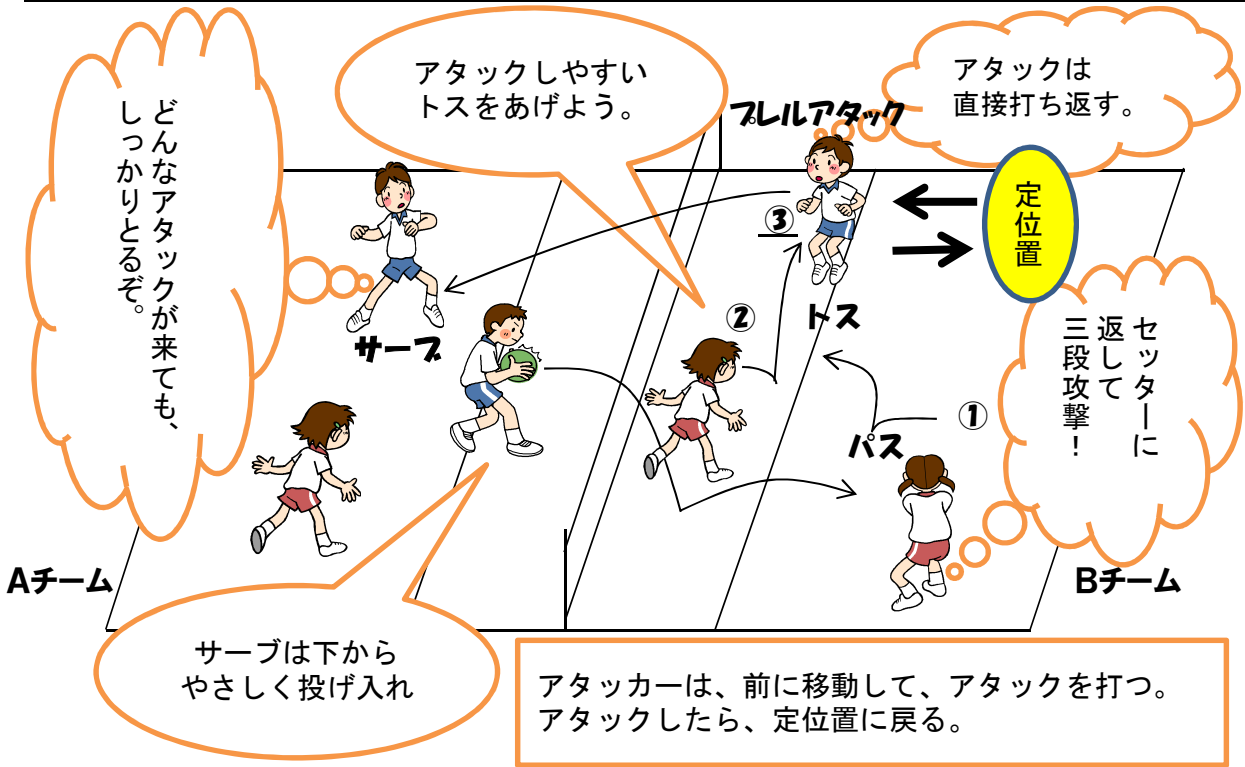 どんなアタックが来ても、
しっかりとるぞ。
アタックしやすい
トスをあげよう。
アタックは
直接打ち返す。
プレルアタック
定位置
③
②
トス
サーブ
セッターに
返して
三段攻撃！
①
パス
Aチーム
Bチーム
サーブは下から
やさしく投げ入れ
アタッカーは、前に移動して、アタックを打つ。
アタックしたら、定位置に戻る。